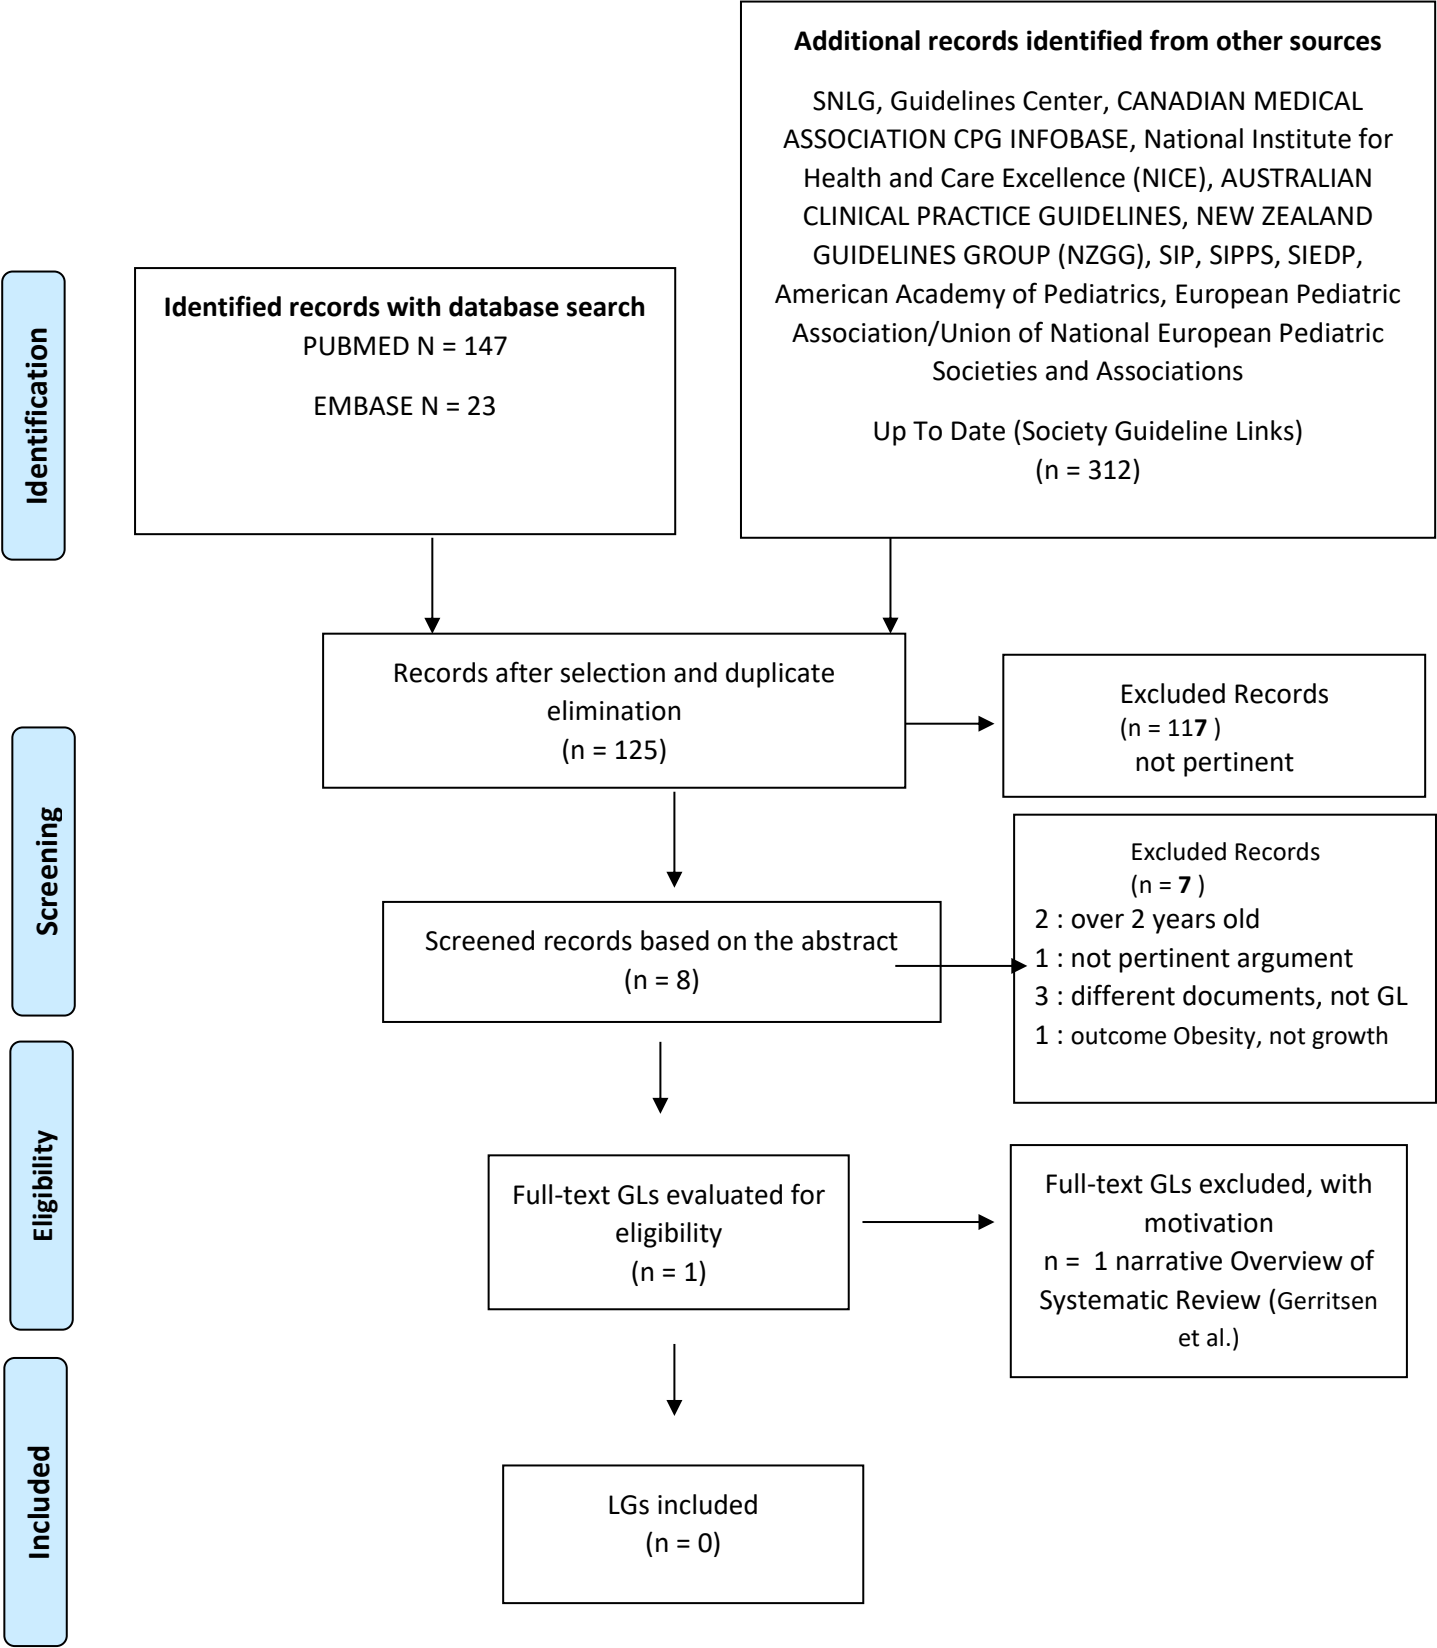 Additional records identified from other sources
SNLG, Guidelines Center, CANADIAN MEDICAL
ASSOCIATION CPG INFOBASE, National Institute for
Health and Care Excellence (NICE), AUSTRALIAN
CLINICAL PRACTICE GUIDELINES, NEW ZEALAND
GUIDELINES GROUP (NZGG), SIP, SIPPS, SIEDP,
American Academy of Pediatrics, European Pediatric
Association/Union of National European Pediatric
Societies and Associations
Up To Date (Society Guideline Links)
(n = 312)
Identification
Identified records with database search
PUBMED N = 147
EMBASE N = 23
Records after selection and duplicate
elimination
(n = 125)
Excluded Records
(n = 117 )
not pertinent
Screening
Screened records based on the abstract
(n = 8)
Excluded Records
(n = 7 )
2 : over 2 years old
1 : not pertinent argument
3 : different documents, not GL
1 : outcome Obesity, not growth
Eligibility
Full-text GLs evaluated for
eligibility
(n = 1)
Full-text GLs excluded, with
motivation
n =  1 narrative Overview of
Systematic Review (Gerritsen
et al.)
Included
LGs included
(n = 0)